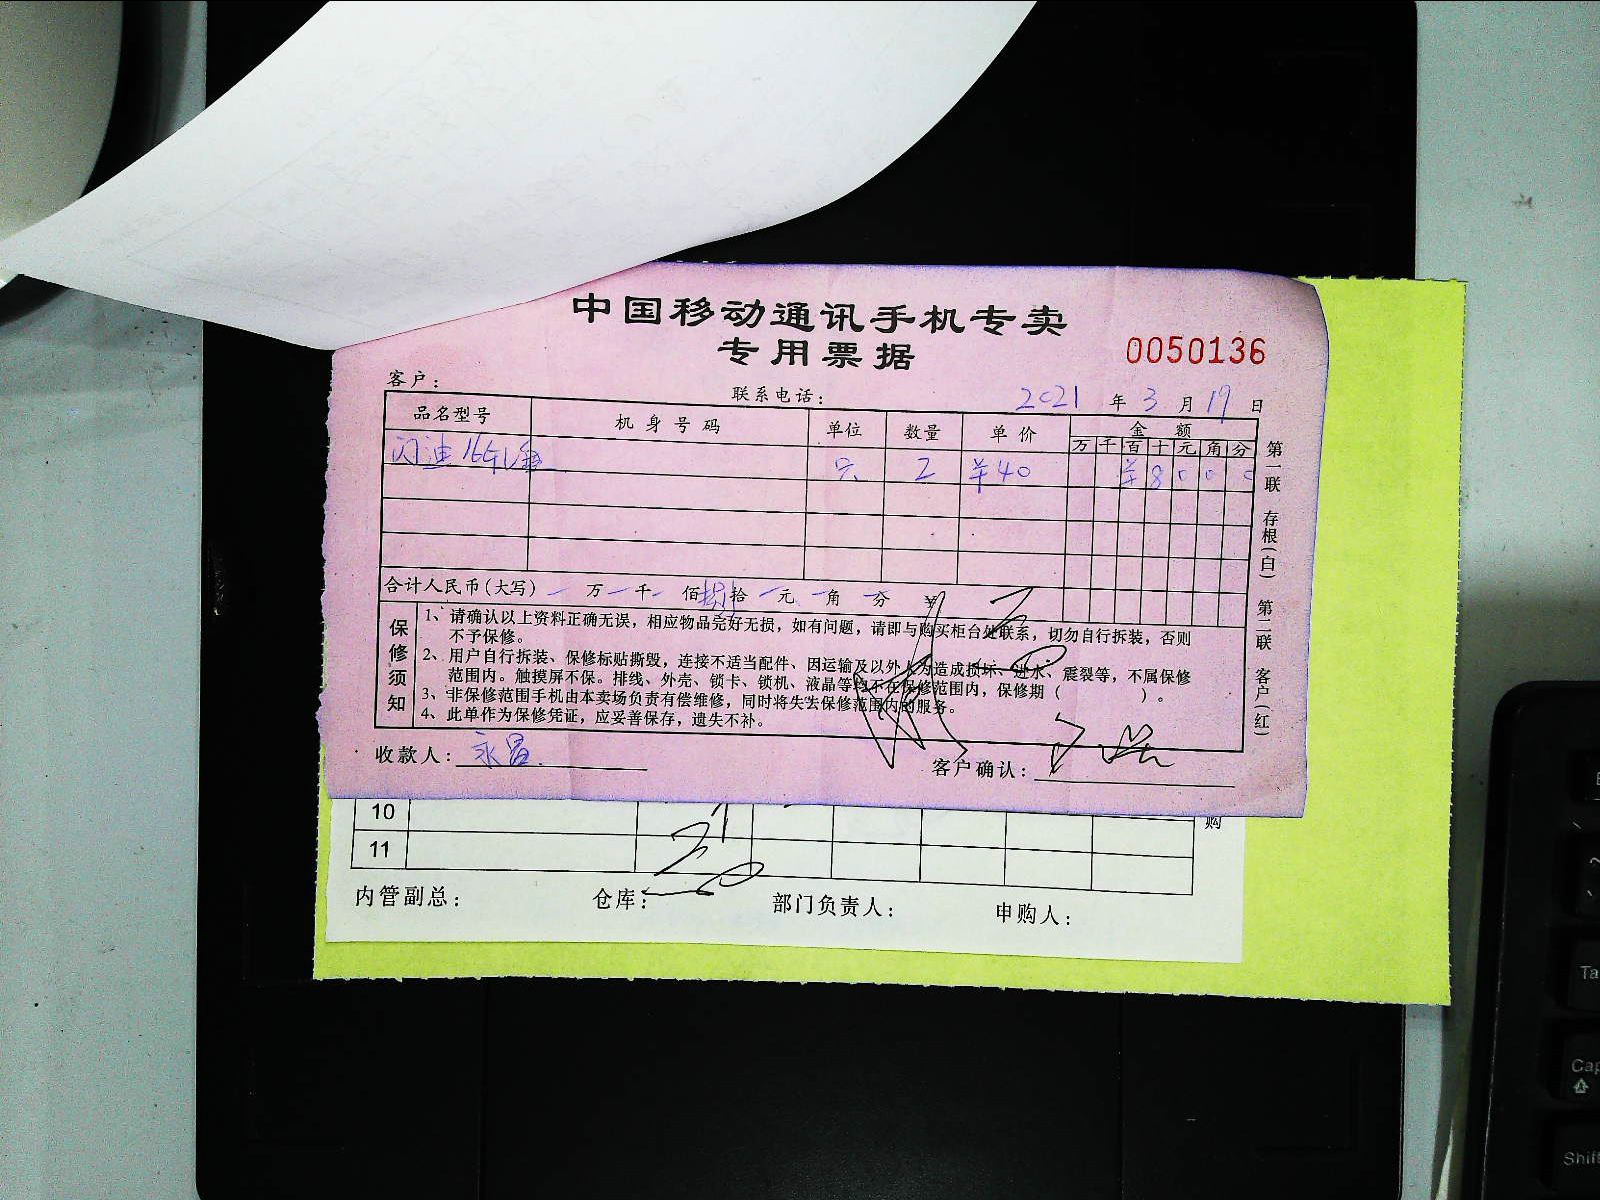 中国移动通讯手机专卖
专用票据
0050136
客户：
联系电话：
2021 年 3 月 19 日
品名型号 机身号码 单位 数量 单价 金额
万 千 百 十 元 角 分
闪迪16 只 2 ¥40 ¥8000
合计人民币(大写) 万 千 佰 捌拾 元 角 分 ¥
保修须知
1、请确认以上资料正确无误，相应物品完好无损，如有问题，请即与购买柜台处联系，切勿自行拆装，否则
不予保修。
2、用户自行拆装、保修标贴撕毁，连接不适当配件、因运输及以外人为造成损坏、进水、震裂等，不属保修
范围内。触摸屏不保。排线、外壳、锁卡、锁机、液晶等均不在保修范围内，保修期（ ）。
3、非保修范围手机由本卖场负责有偿维修，同时将失去保修范围内的服务。
4、此单作为保修凭证，应妥善保存，遗失不补。
收款人：永昌
客户确认：
第一联 存根(白) 第二联 客户(红)
10
购
11
内管副总： 仓库： 部门负责人： 申购人：
Shift